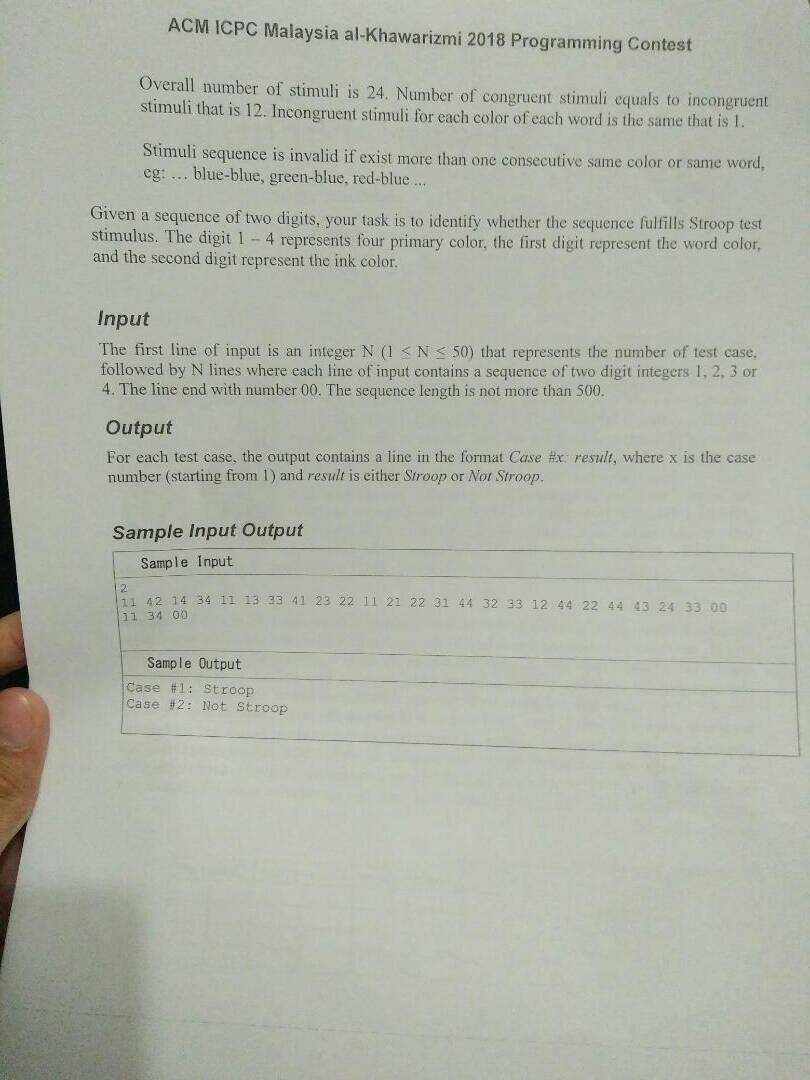 ACM ICPC Malaysia al-Khawarizmi 2018 Programming Contest
Overall number of stimuli is 24. Number of congruent stimuli equals to incongruent
stimuli that is 12. Incongruent stimuli for each color of each word is the same that is 1.
Stimuli sequence is invalid if exist more than one consecutive same color or same word,
eg: ... blue-blue, green-blue, red-blue ...
Given a sequence of two digits, your task is to identify whether the sequence fulfills Stroop test
stimulus. The digit 1 – 4 represents four primary color, the first digit represent the word color,
and the second digit represent the ink color.
Input
The first line of input is an integer N (1 ≤ N ≤ 50) that represents the number of test case,
followed by N lines where each line of input contains a sequence of two digit integers 1, 2, 3 or
4. The line end with number 00. The sequence length is not more than 500.
Output
For each test case, the output contains a line in the format Case #x: result, where x is the case
number (starting from 1) and result is either Stroop or Not Stroop.
Sample Input Output
Sample Input
2
11 42 14 34 11 13 33 41 23 22 11 21 22 31 44 32 33 12 44 22 44 43 24 33 00
11 34 00
Sample Output
Case #1: Stroop
Case #2: Not Stroop